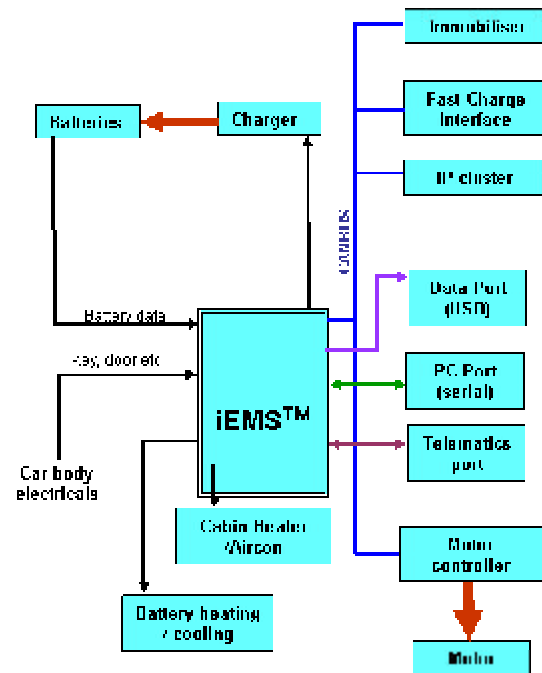 Immobiliser
Fast Charge
Interface
IP cluster
Batteries
Charger
CANBUS
Data Port
(USB)
Battery data
Key, door etc
iEMS™
PC Port
(serial)
Telematics
port
Car body
electricals
Cabin Heater
/Aircon
Motor
controller
Battery heating
/ cooling
Motor